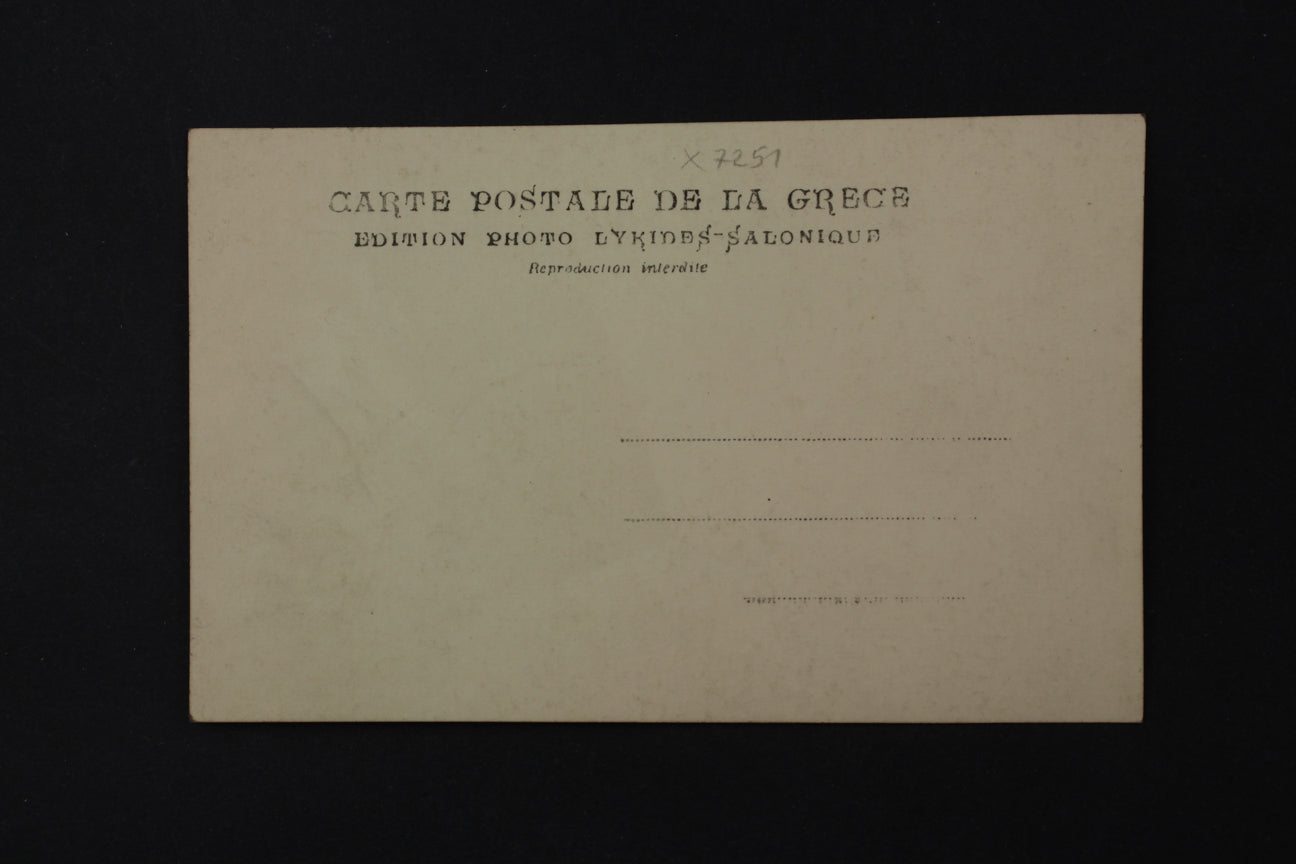 X 7251
CARTE POSTALE DE LA GRECE
EDITION PHOTO LYKIDES-SALONIQUE
Reproduction interdite